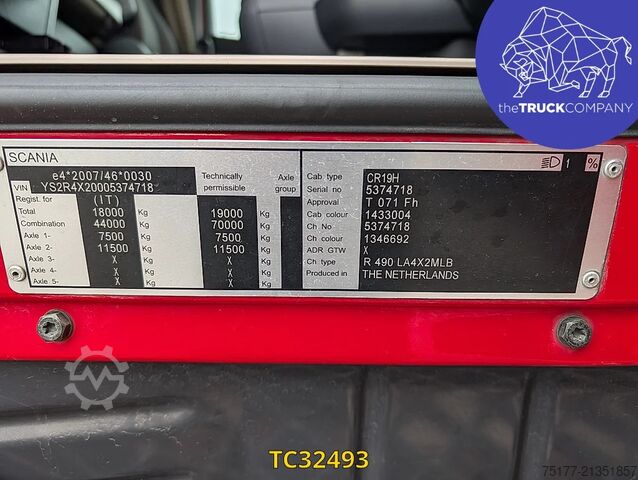 theTRUCKCOMPANY
SCANIA
1 %
e4*2007/46*0030
VIN YS2R4X20005374718
Technically permissible
Axle group
Regist. for (IT)
Total 18000 Kg 19000 Kg
Combination 44000 Kg 70000 Kg
Axle 1- 7500 Kg 7500 Kg
Axle 2- 11500 Kg 11500 Kg
Axle 3- X Kg X Kg
Axle 4- X Kg X Kg
Axle 5- X Kg X Kg
Cab type CR19H
Serial no 5374718
Approval T 071 Fh
Cab colour 1433004
Ch. No 5374718
Ch colour 1346692
ADR GTW X
Ch type R 490 LA4X2MLB
Produced in THE NETHERLANDS
TC32493
75177-21351857